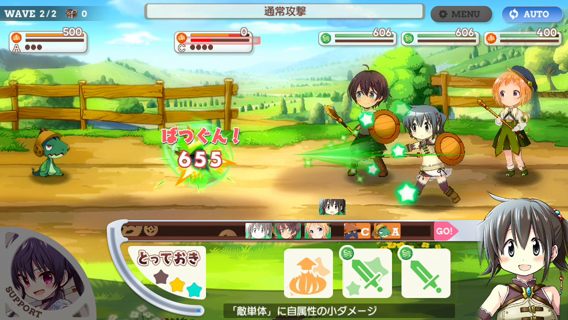 WAVE 2/2 0
通常攻撃
MENU
AUTO
500
A
0
C
606
606
406
ばつぐん！
655
C
A
GO!
とっておき
SUPPORT
「敵単体」に自属性の小ダメージ